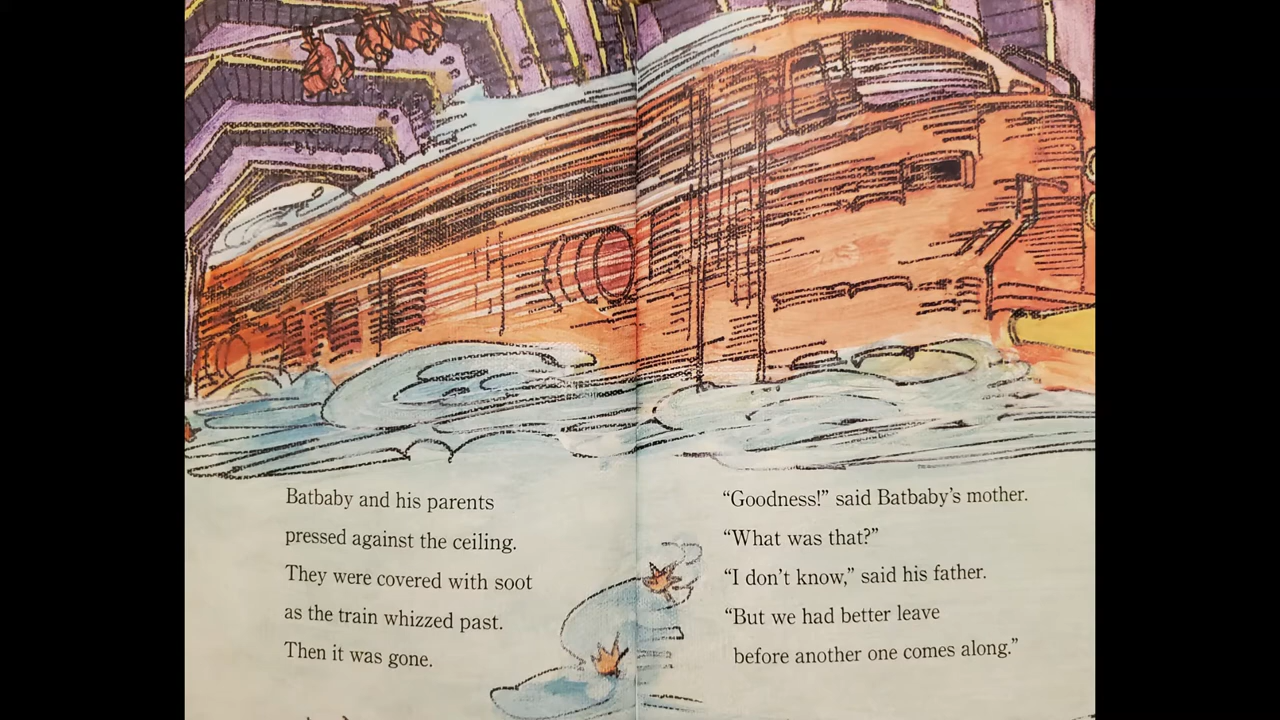 Batbaby and his parents
pressed against the ceiling.
They were covered with soot
as the train whizzed past.
Then it was gone.
“Goodness!” said Batbaby’s mother.
“What was that?”
“I don’t know,” said his father.
“But we had better leave
before another one comes along.”